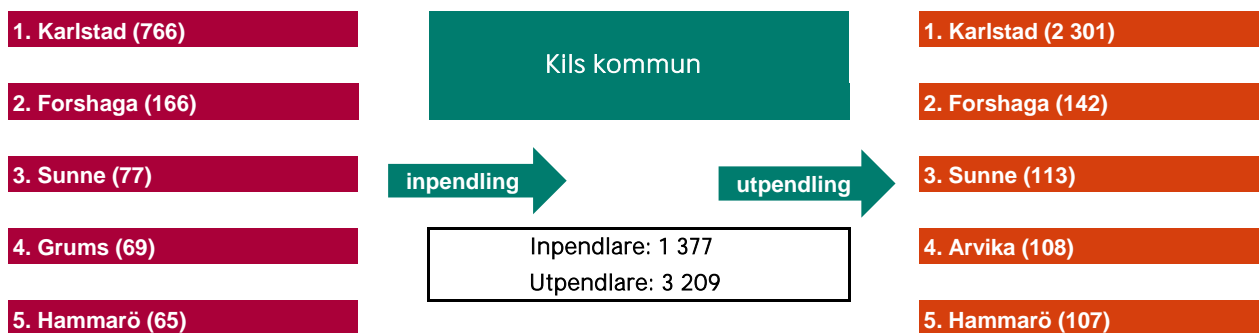 1. Karlstad (766)
2. Forshaga (166)
3. Sunne (77)
4. Grums (69)
5. Hammarö (65)
Kils kommun
inpendling
utpendling
Inpendlare: 1 377
Utpendlare: 3 209
1. Karlstad (2 301)
2. Forshaga (142)
3. Sunne (113)
4. Arvika (108)
5. Hammarö (107)